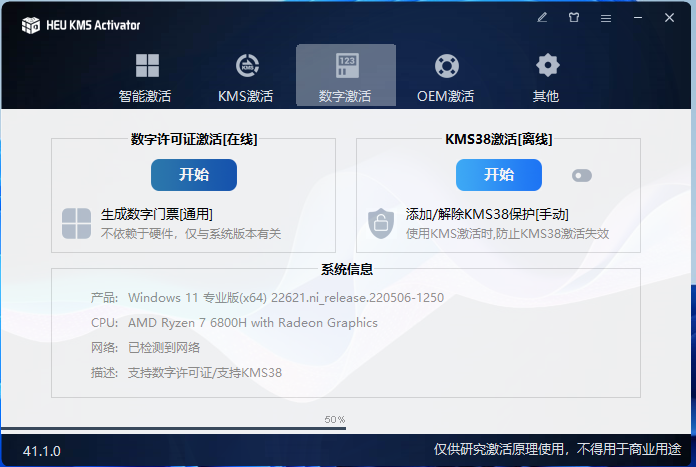 HEU KMS Activator
智能激活
KMS激活
123
数字激活
OEM激活
其他
数字许可证激活[在线]
开始
生成数字门票[通用]
不依赖于硬件，仅与系统版本有关
KMS38激活[离线]
开始
添加/解除KMS38保护[手动]
使用KMS激活时,防止KMS38激活失效
系统信息
产品: Windows 11 专业版(x64) 22621.ni_release.220506-1250
CPU: AMD Ryzen 7 6800H with Radeon Graphics
网络: 已检测到网络
描述: 支持数字许可证/支持KMS38
50%
41.1.0
仅供研究激活原理使用，不得用于商业用途